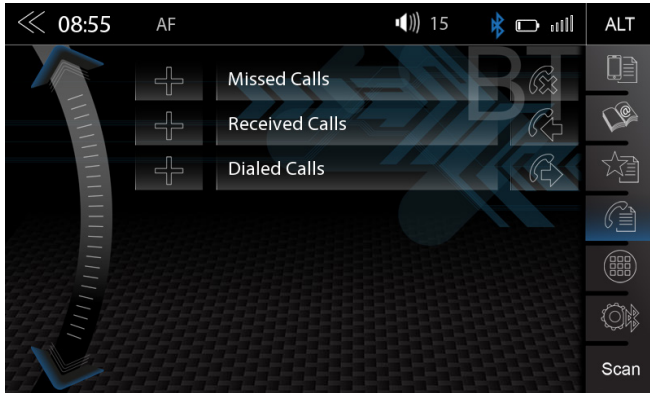 08:55 AF 15 ALT
BT
Missed Calls
Received Calls
Dialed Calls
Scan